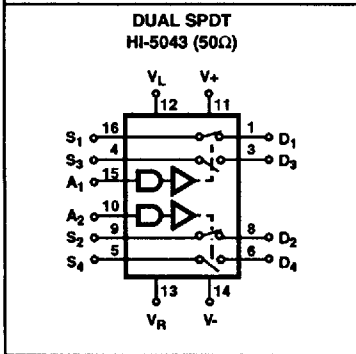 DUAL SPDT
HI-5043 (50Ω)
VL V+
12 11
S1 16 1 D1
S3 4 3 D3
A1 15
A2 10
S2 9 8 D2
S4 5 6 D4
13 14
VR V-